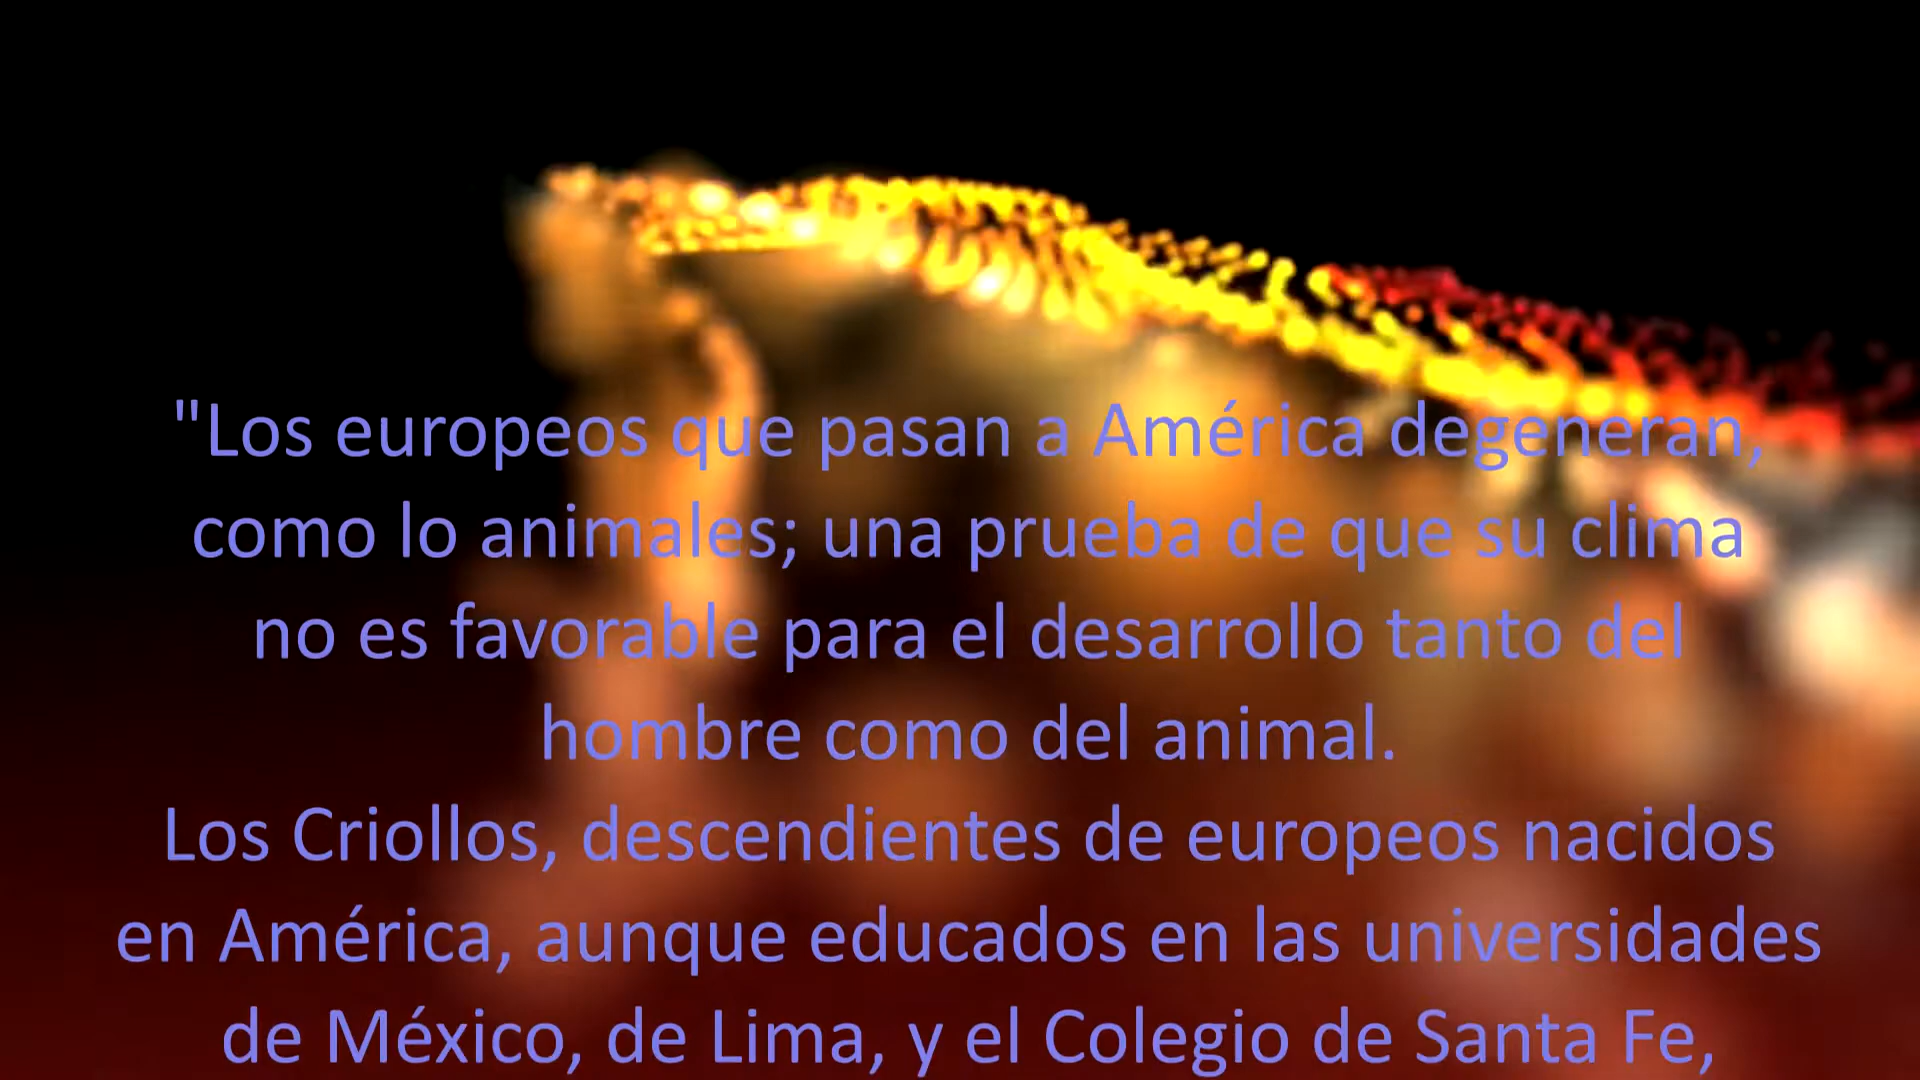 "Los europeos que pasan a América degeneran,
como lo animales; una prueba de que su clima
no es favorable para el desarrollo tanto del
hombre como del animal.
Los Criollos, descendientes de europeos nacidos
en América, aunque educados en las universidades
de México, de Lima, y el Colegio de Santa Fe,